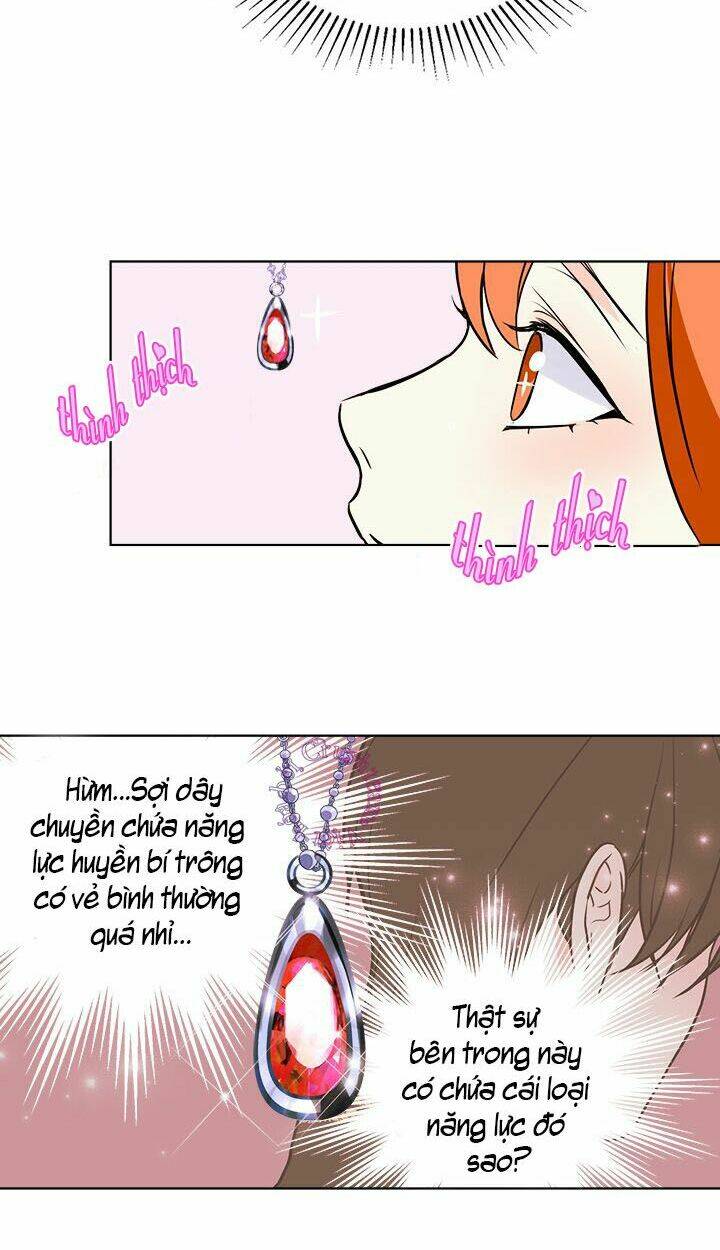 thình thịch
thình thịch
Hừm...Sợi dây
chuyền chứa năng
lực huyền bí trông
có vẻ bình thường
quá nhỉ...
Thật sự
bên trong này
có chứa cái loại
năng lực đó
sao?